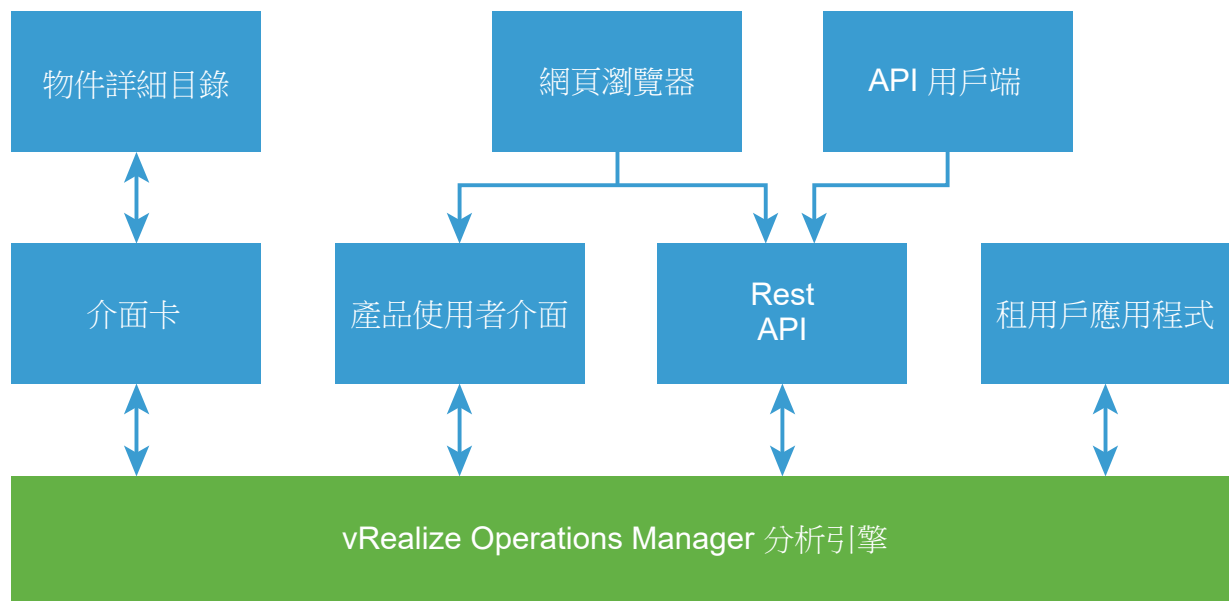 物件詳細目錄
網頁瀏覽器
API 用戶端
介面卡
產品使用者介面
Rest
API
租用戶應用程式
vRealize Operations Manager 分析引擎